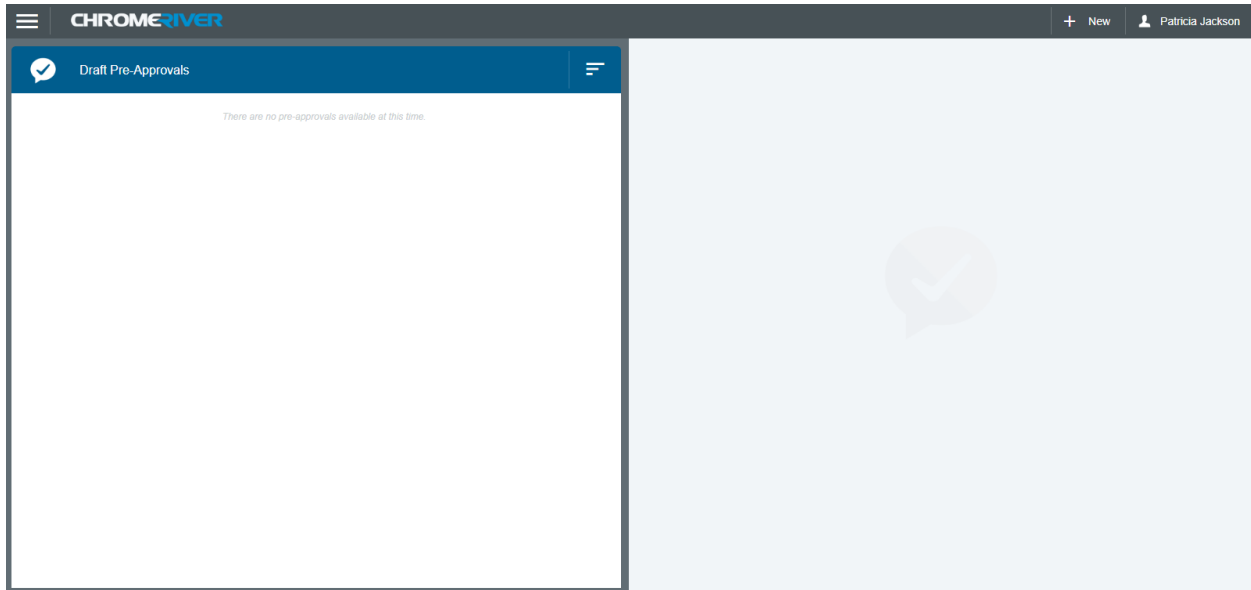 CHROMERIVER
+ New
Patricia Jackson
Draft Pre-Approvals
There are no pre-approvals available at this time.